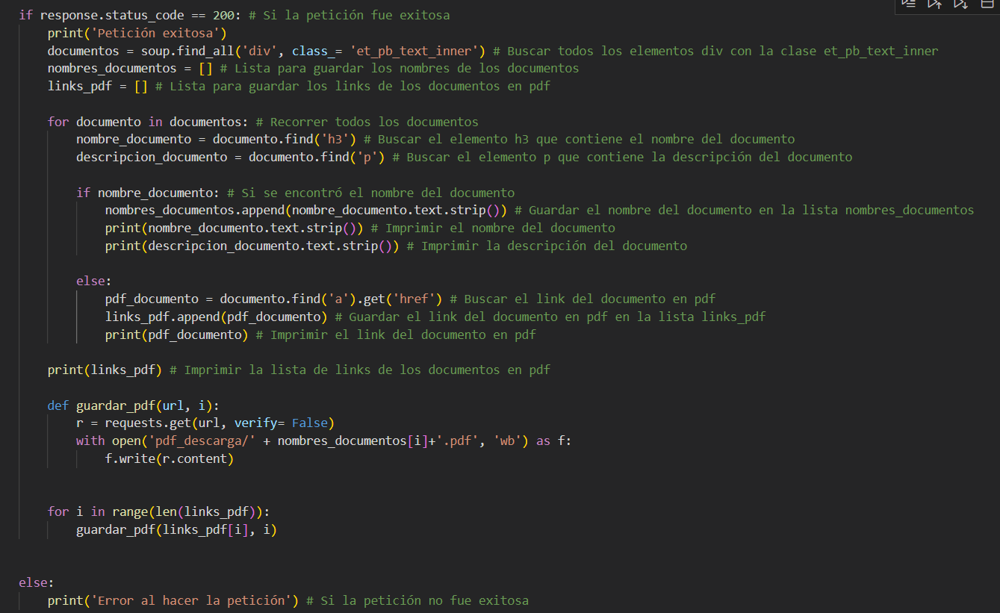 if response.status_code == 200: # Si la petición fue exitosa
    print('Petición exitosa')
    documentos = soup.find_all('div', class_= 'et_pb_text_inner') # Buscar todos los elementos div con la clase et_pb_text_inner
    nombres_documentos = [] # Lista para guardar los nombres de los documentos
    links_pdf = [] # Lista para guardar los links de los documentos en pdf

    for documento in documentos: # Recorrer todos los documentos
        nombre_documento = documento.find('h3') # Buscar el elemento h3 que contiene el nombre del documento
        descripcion_documento = documento.find('p') # Buscar el elemento p que contiene la descripción del documento

        if nombre_documento: # Si se encontró el nombre del documento
            nombres_documentos.append(nombre_documento.text.strip()) # Guardar el nombre del documento en la lista nombres_documentos
            print(nombre_documento.text.strip()) # Imprimir el nombre del documento
            print(descripcion_documento.text.strip()) # Imprimir la descripción del documento

        else:
            pdf_documento = documento.find('a').get('href') # Buscar el link del documento en pdf
            links_pdf.append(pdf_documento) # Guardar el link del documento en pdf en la lista links_pdf
            print(pdf_documento) # Imprimir el link del documento en pdf

    print(links_pdf) # Imprimir la lista de links de los documentos en pdf

    def guardar_pdf(url, i):
        r = requests.get(url, verify= False)
        with open('pdf_descarga/' + nombres_documentos[i]+'.pdf', 'wb') as f:
            f.write(r.content)

    for i in range(len(links_pdf)):
        guardar_pdf(links_pdf[i], i)

else:
    print('Error al hacer la petición') # Si la petición no fue exitosa